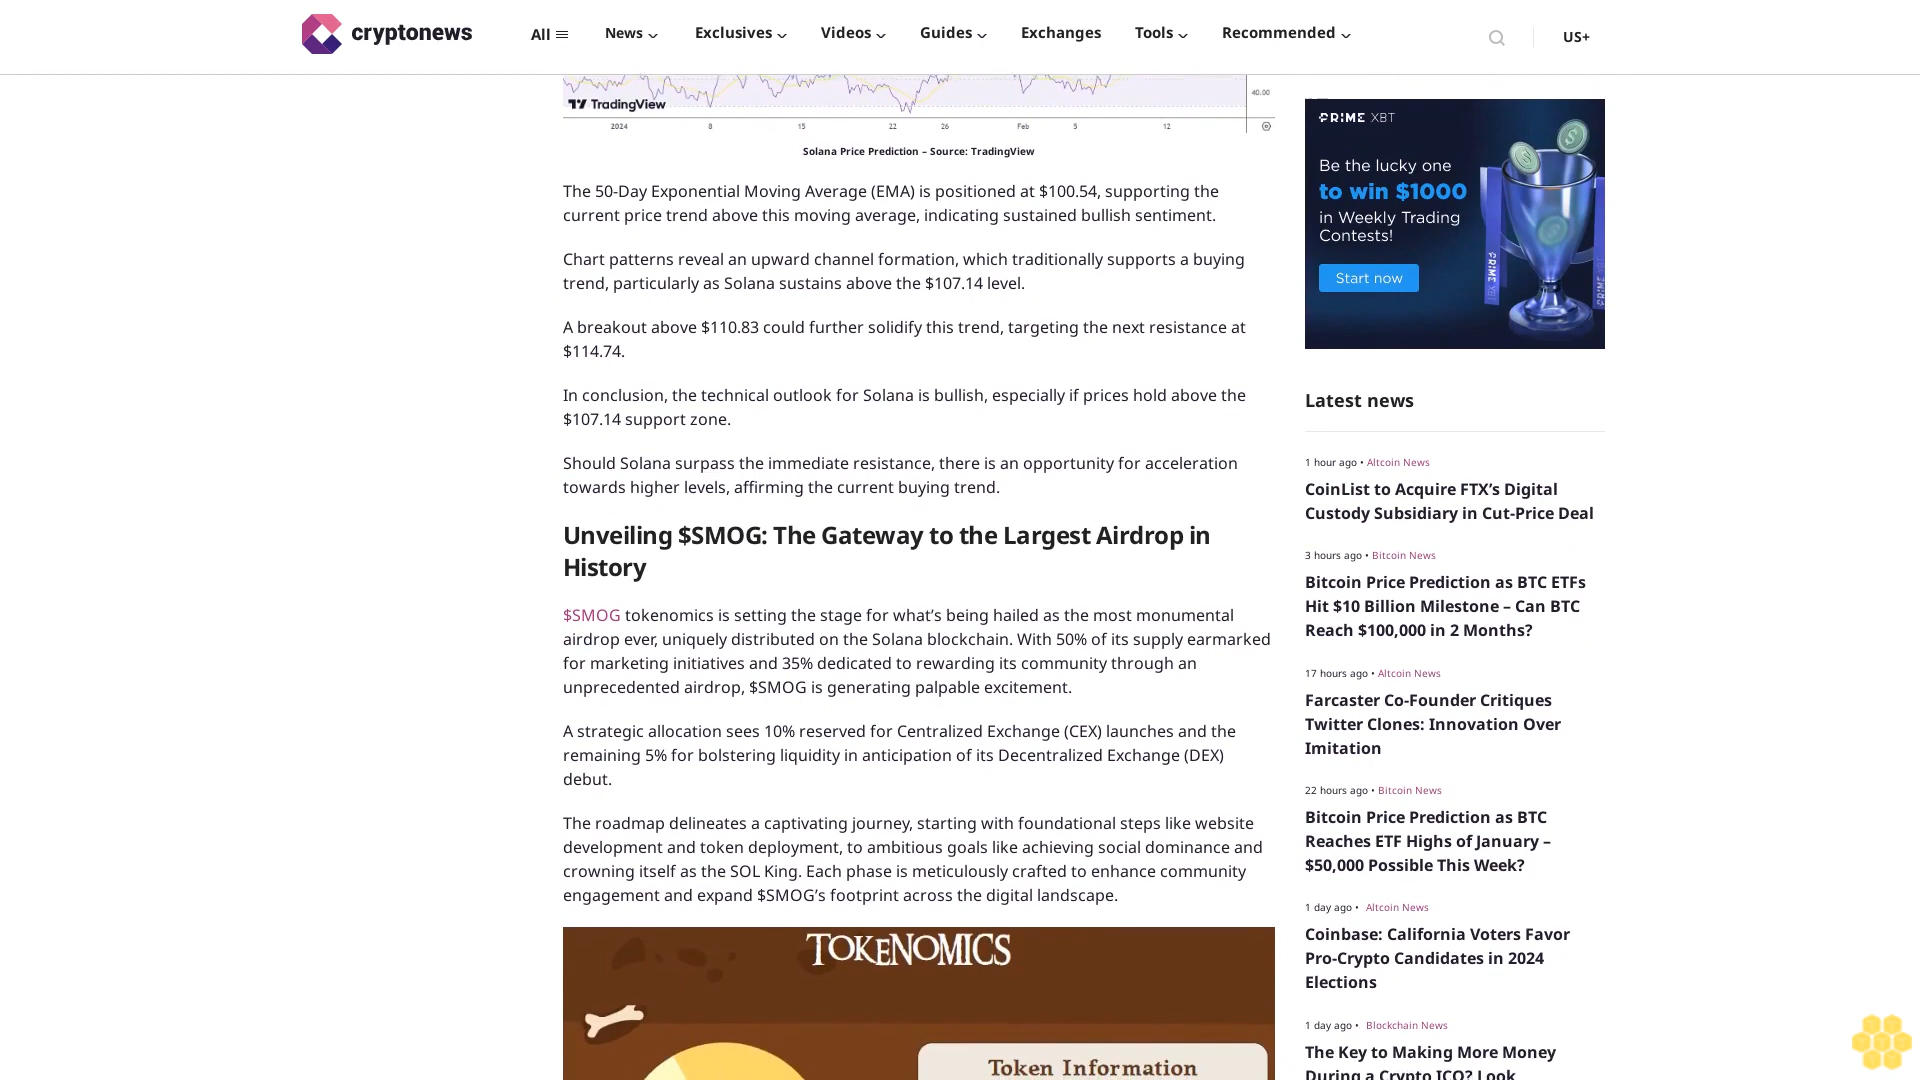 cryptonews
All
News
Exclusives
Videos
Guides
Exchanges
Tools
Recommended
US+
TradingView
40.00
2024
8
15
22
26
Feb
5
12
Solana Price Prediction – Source: TradingView
The 50-Day Exponential Moving Average (EMA) is positioned at $100.54, supporting the
current price trend above this moving average, indicating sustained bullish sentiment.
Chart patterns reveal an upward channel formation, which traditionally supports a buying
trend, particularly as Solana sustains above the $107.14 level.
A breakout above $110.83 could further solidify this trend, targeting the next resistance at
$114.74.
In conclusion, the technical outlook for Solana is bullish, especially if prices hold above the
$107.14 support zone.
Should Solana surpass the immediate resistance, there is an opportunity for acceleration
towards higher levels, affirming the current buying trend.
Unveiling $SMOG: The Gateway to the Largest Airdrop in
History
$SMOG tokenomics is setting the stage for what’s being hailed as the most monumental
airdrop ever, uniquely distributed on the Solana blockchain. With 50% of its supply earmarked
for marketing initiatives and 35% dedicated to rewarding its community through an
unprecedented airdrop, $SMOG is generating palpable excitement.
A strategic allocation sees 10% reserved for Centralized Exchange (CEX) launches and the
remaining 5% for bolstering liquidity in anticipation of its Decentralized Exchange (DEX)
debut.
The roadmap delineates a captivating journey, starting with foundational steps like website
development and token deployment, to ambitious goals like achieving social dominance and
crowning itself as the SOL King. Each phase is meticulously crafted to enhance community
engagement and expand $SMOG’s footprint across the digital landscape.
TOKENOMICS
Token Information
PRIME XBT
Be the lucky one
to win $1000
in Weekly Trading
Contests!
Start now
PRIME XBT
Latest news
1 hour ago • Altcoin News
CoinList to Acquire FTX’s Digital
Custody Subsidiary in Cut-Price Deal
3 hours ago • Bitcoin News
Bitcoin Price Prediction as BTC ETFs
Hit $10 Billion Milestone – Can BTC
Reach $100,000 in 2 Months?
17 hours ago • Altcoin News
Farcaster Co-Founder Critiques
Twitter Clones: Innovation Over
Imitation
22 hours ago • Bitcoin News
Bitcoin Price Prediction as BTC
Reaches ETF Highs of January –
$50,000 Possible This Week?
1 day ago • Altcoin News
Coinbase: California Voters Favor
Pro-Crypto Candidates in 2024
Elections
1 day ago • Blockchain News
The Key to Making More Money
During a Crypto ICO? Look